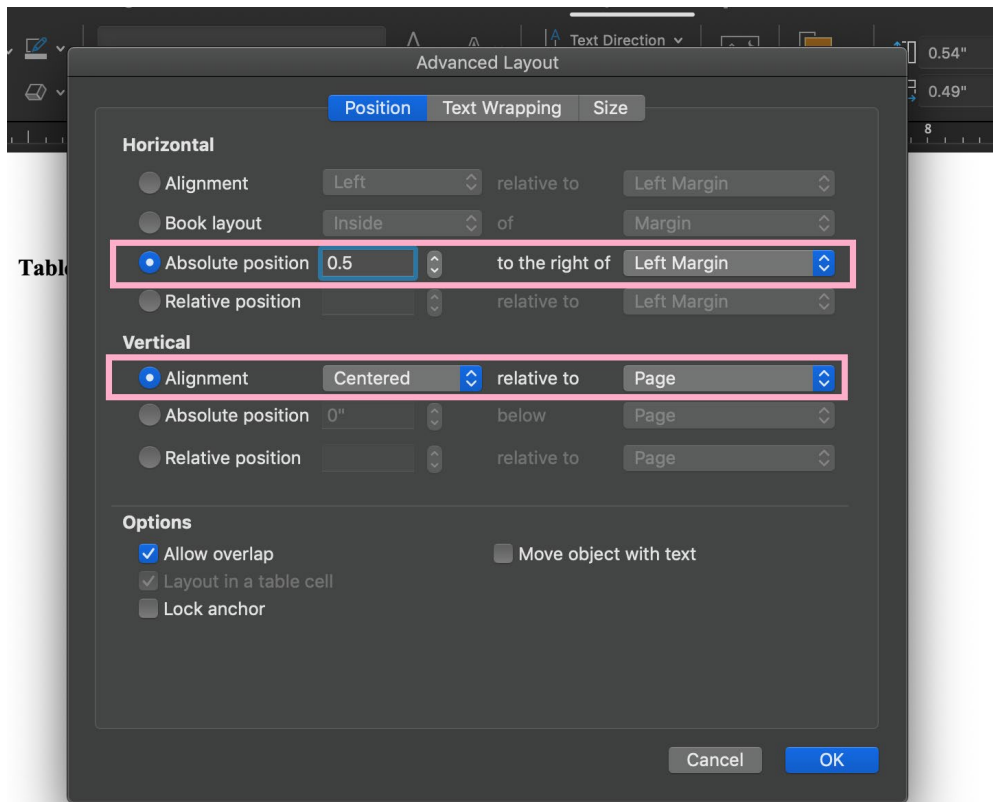 Text Direction
0.54"
0.49"
8
Advanced Layout
Position Text Wrapping Size
Horizontal
Alignment Left relative to Left Margin
Book layout Inside of Margin
Absolute position 0.5 to the right of Left Margin
Relative position relative to Left Margin
Vertical
Alignment Centered relative to Page
Absolute position 0" below Page
Relative position relative to Page
Options
Allow overlap Move object with text
Layout in a table cell
Lock anchor
Cancel OK